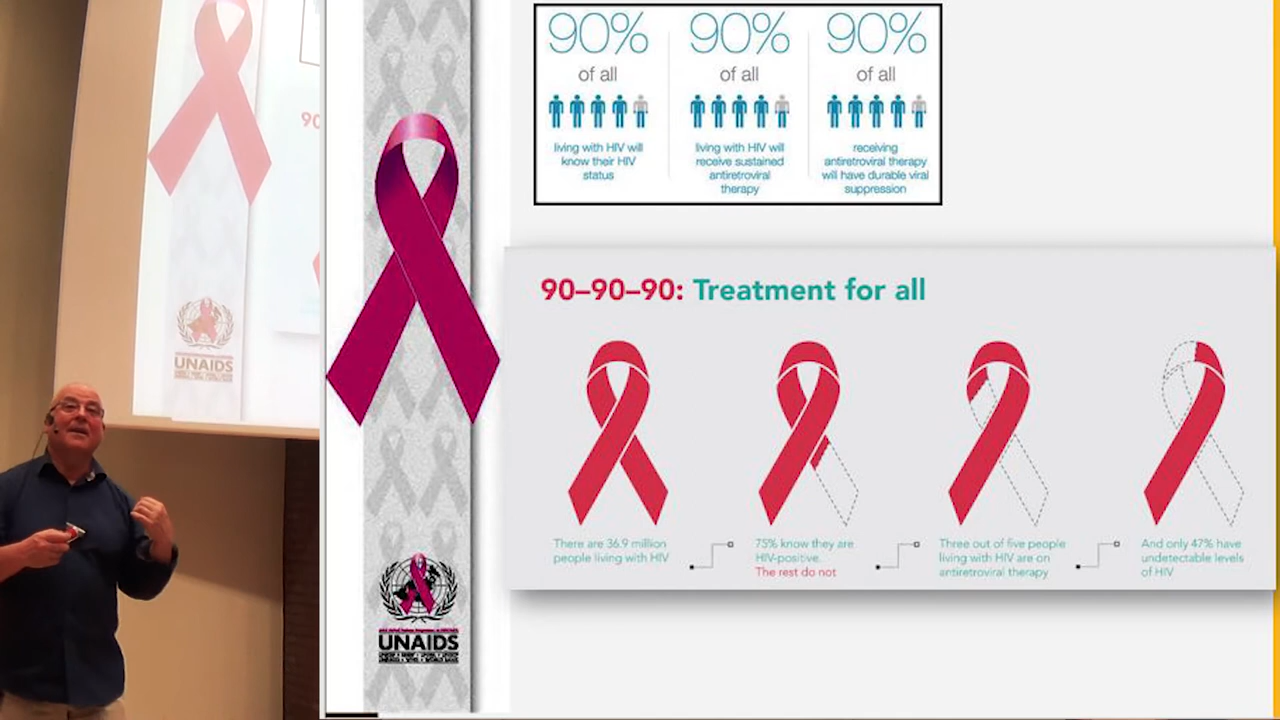 90
UNAIDS
90% 90% 90%
of all of all of all
living with HIV will
know their HIV
status
living with HIV will
receive sustained
antiretroviral
therapy
receiving
antiretroviral therapy
will have durable viral
suppression
90–90–90: Treatment for all
There are 36.9 million
people living with HIV
75% know they are
HIV-positive.
The rest do not
Three out of five people
living with HIV are on
antiretroviral therapy
And only 47% have
undetectable levels
of HIV
UNAIDS